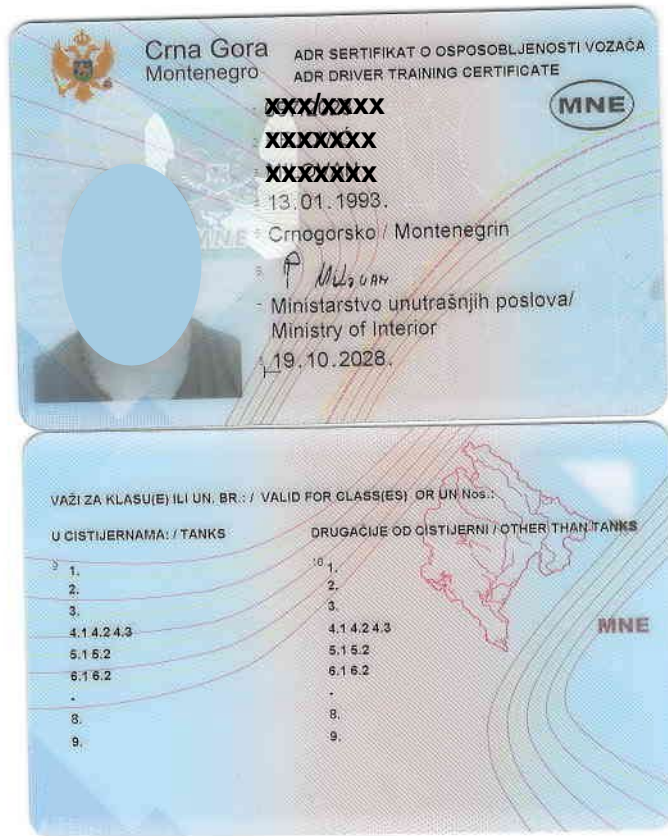 Crna Gora
Montenegro
ADR SERTIFIKAT O OSPOSOBLJENOSTI VOZAČA
ADR DRIVER TRAINING CERTIFICATE
MNE
xxx/xxxx
xxxxxxx
xxxxxxx
13.01.1993.
Crnogorsko / Montenegrin
MNE
Ministarstvo unutrašnjih poslova/
Ministry of Interior
19.10.2028.
VAŽI ZA KLASU(E) ILI UN. BR.: / VALID FOR CLASS(ES) OR UN Nos.:
U CISTIJERNAMA: / TANKS
9 1.
2.
3.
4.1 4.2 4.3
5.1 5.2
6.1 6.2
-
8.
9.
DRUGAČIJE OD CISTIJERNI / OTHER THAN TANKS
10 1.
2.
3.
4.1 4.2 4.3
5.1 5.2
6.1 6.2
-
8.
9.
MNE